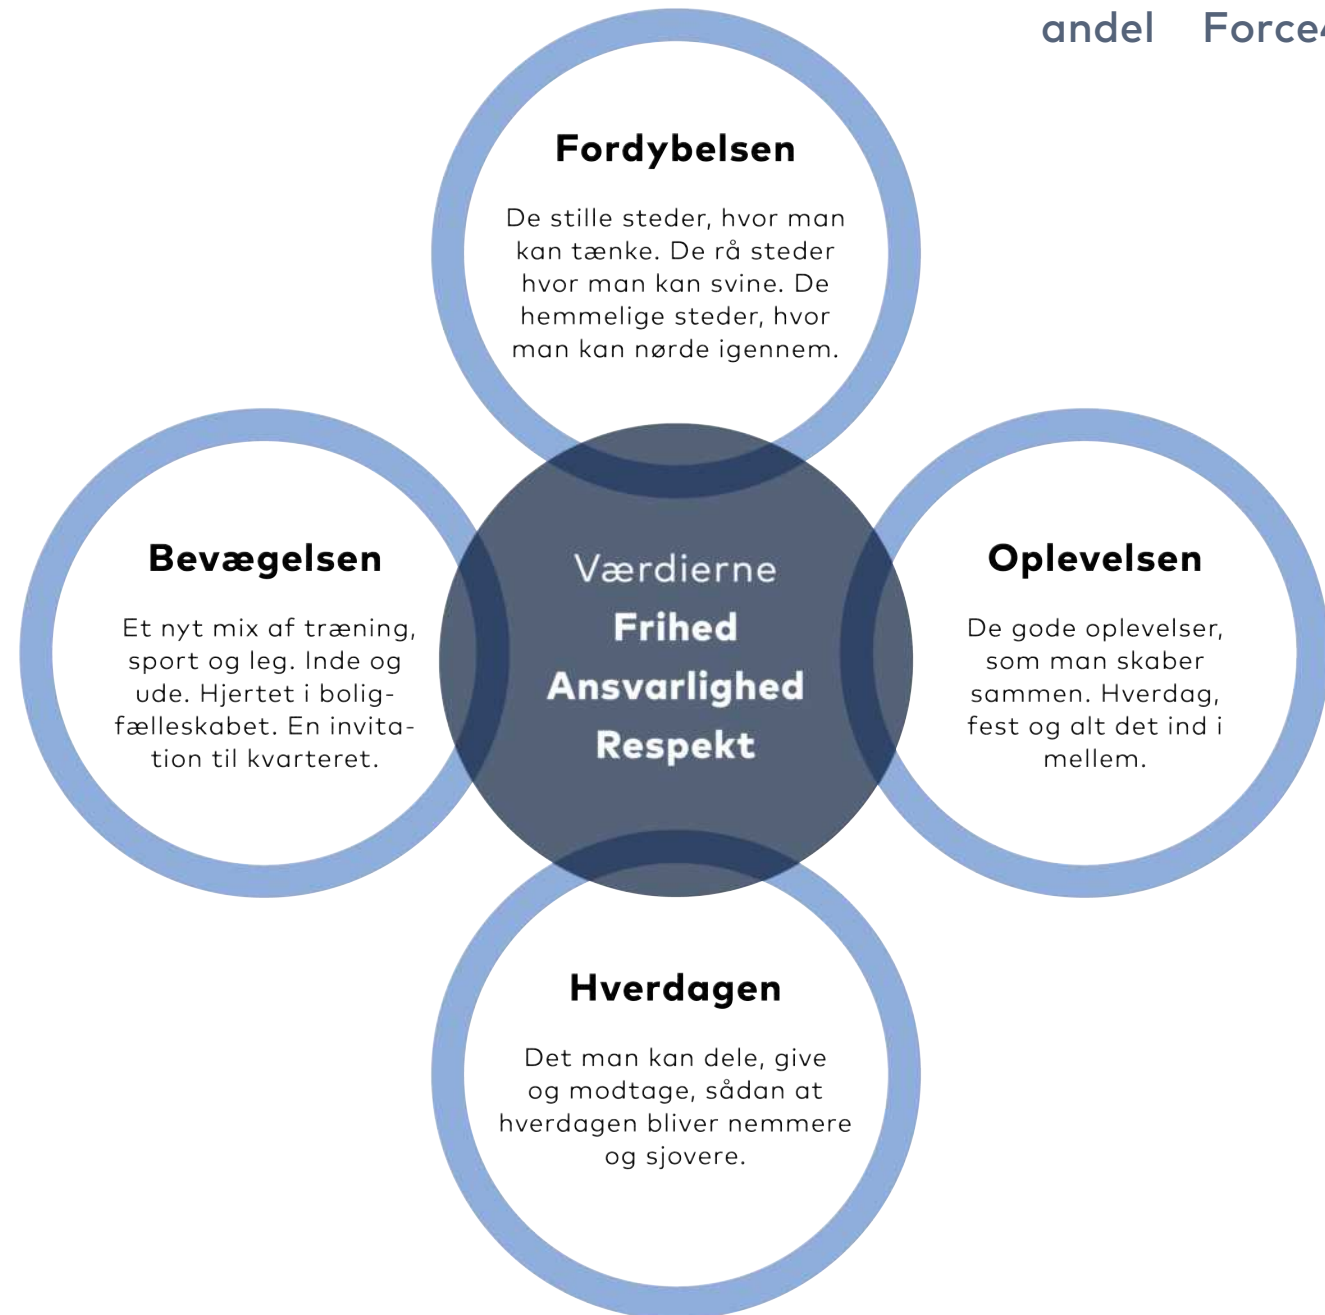 andel Force4
Fordybelsen
De stille steder, hvor man
kan tænke. De rå steder
hvor man kan svine. De
hemmelige steder, hvor
man kan nørde igennem.
Bevægelsen
Et nyt mix af træning,
sport og leg. Inde og
ude. Hjertet i bolig-
fælleskabet. En invita-
tion til kvarteret.
Værdierne
Frihed
Ansvarlighed
Respekt
Oplevelsen
De gode oplevelser,
som man skaber
sammen. Hverdag,
fest og alt det ind i
mellem.
Hverdagen
Det man kan dele, give
og modtage, sådan at
hverdagen bliver nemmere
og sjovere.